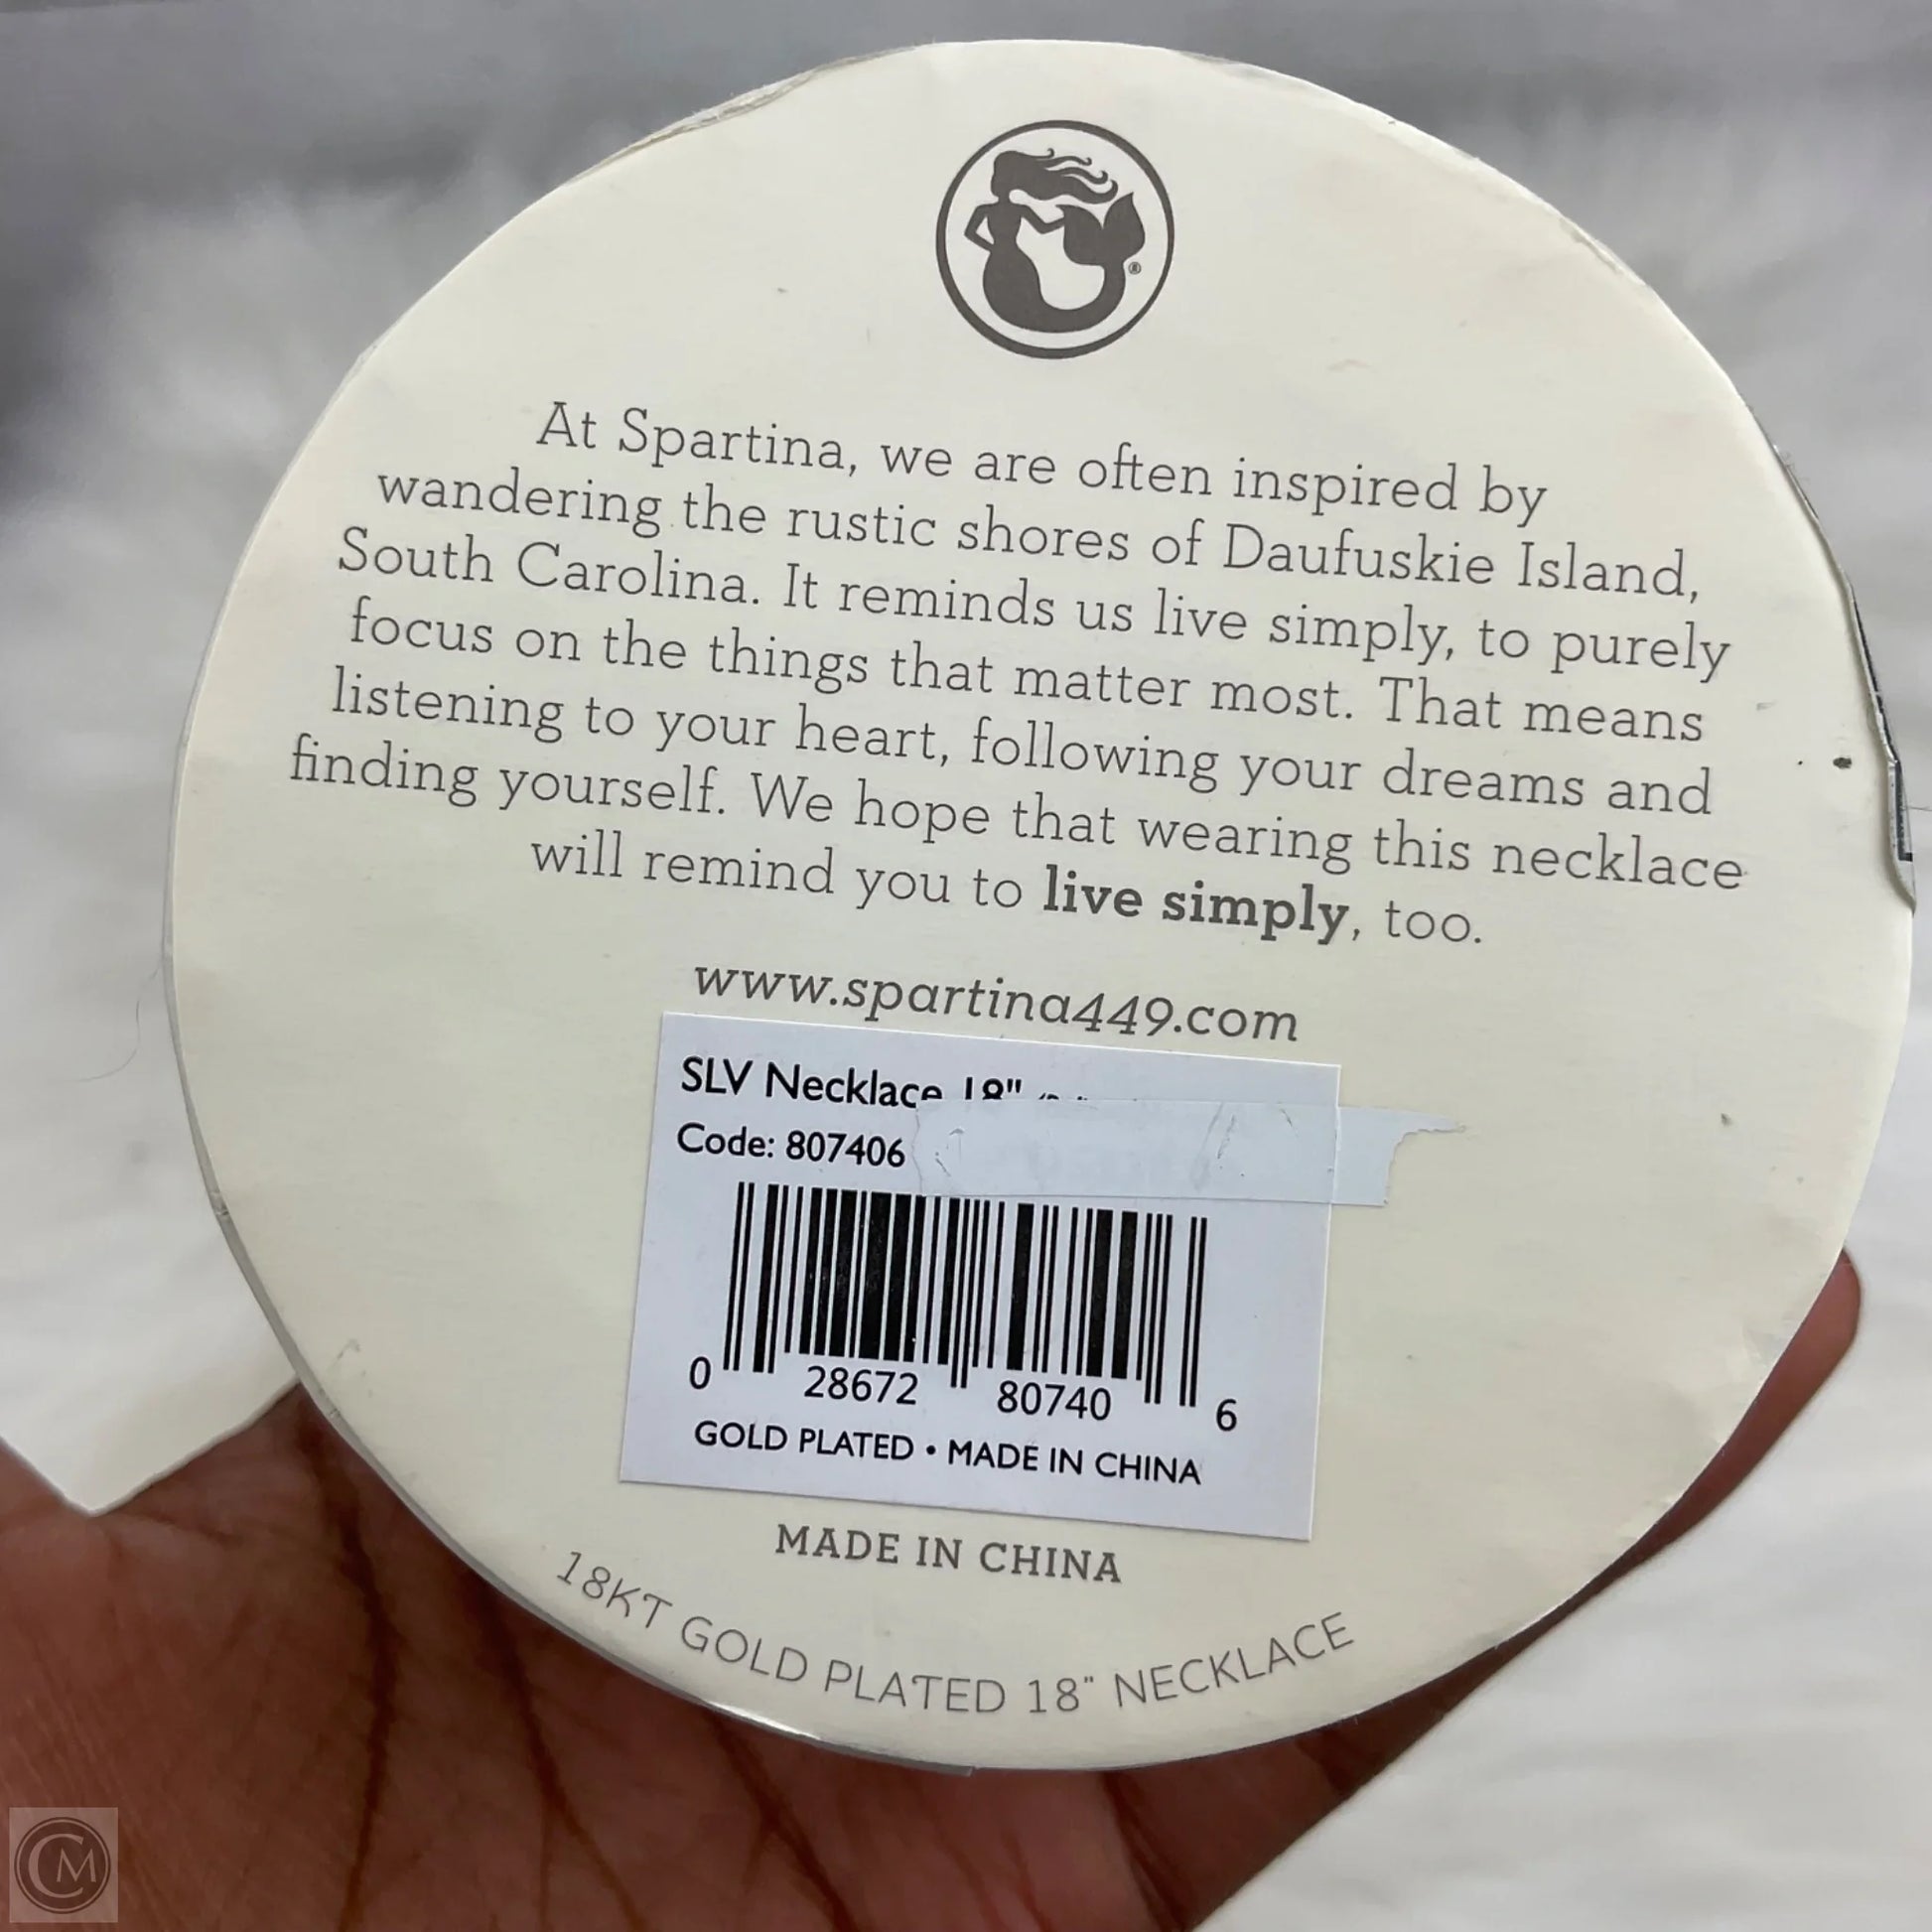 At Spartina, we are often inspired by
wandering the rustic shores of Daufuskie Island,
South Carolina. It reminds us live simply, to purely
focus on the things that matter most. That means
listening to your heart, following your dreams and
finding yourself. We hope that wearing this necklace
will remind you to live simply, too.
www.spartina449.com
SLV Necklace 18"
Code: 807406
0 28672 80740 6
GOLD PLATED • MADE IN CHINA
MADE IN CHINA
18KT GOLD PLATED 18" NECKLACE
CM